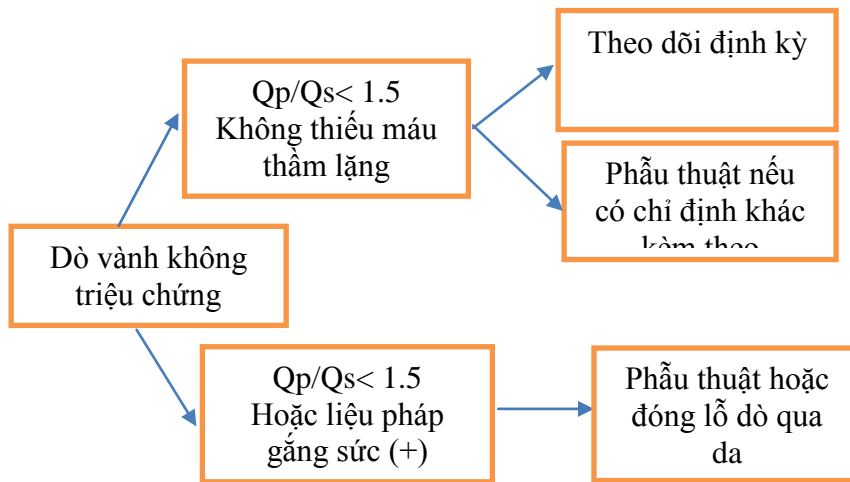 Dò vành không
triệu chứng
Qp/Qs< 1.5
Không thiếu máu
thầm lặng
Theo dõi định kỳ
Phẫu thuật nếu
có chỉ định khác
kèm theo
Qp/Qs< 1.5
Hoặc liệu pháp
gắng sức (+)
Phẫu thuật hoặc
đóng lỗ dò qua
da